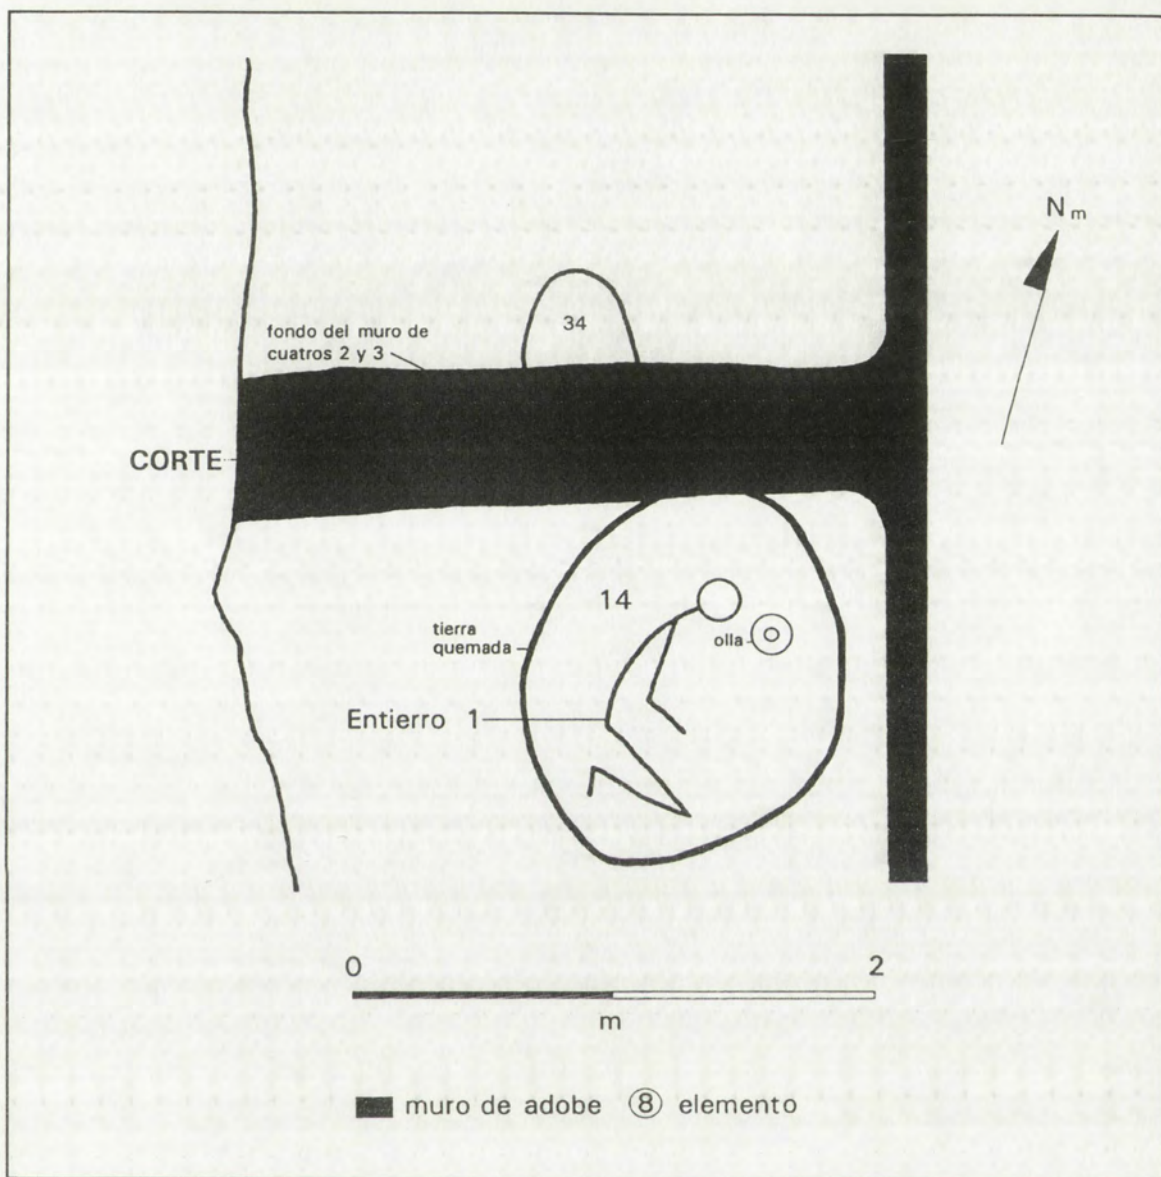 N m
34
fondo del muro de
cuatros 2 y 3
CORTE
14
tierra
quemada
olla
Entierro 1
0 2
m
muro de adobe 8 elemento